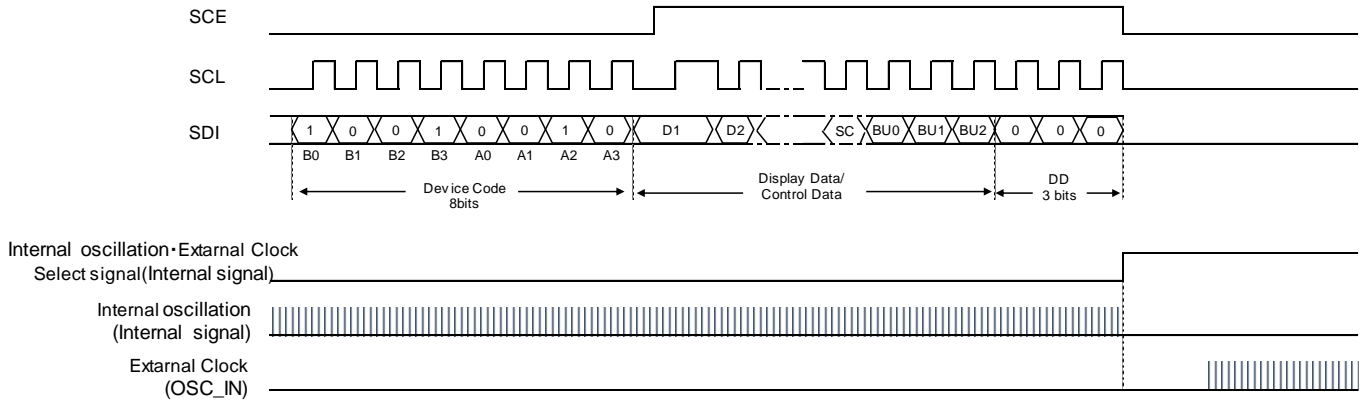 SCE
SCL
SDI
1 0 0 1 0 0 1 0 D1 D2 SC BU0 BU1 BU2 0 0 0
B0 B1 B2 B3 A0 A1 A2 A3
Device Code
8bits
Display Data/
Control Data
DD
3 bits
Internal oscillation・Extarnal Clock
Select signal(Internal signal)
Internal oscillation
(Internal signal)
Extarnal Clock
(OSC_IN)